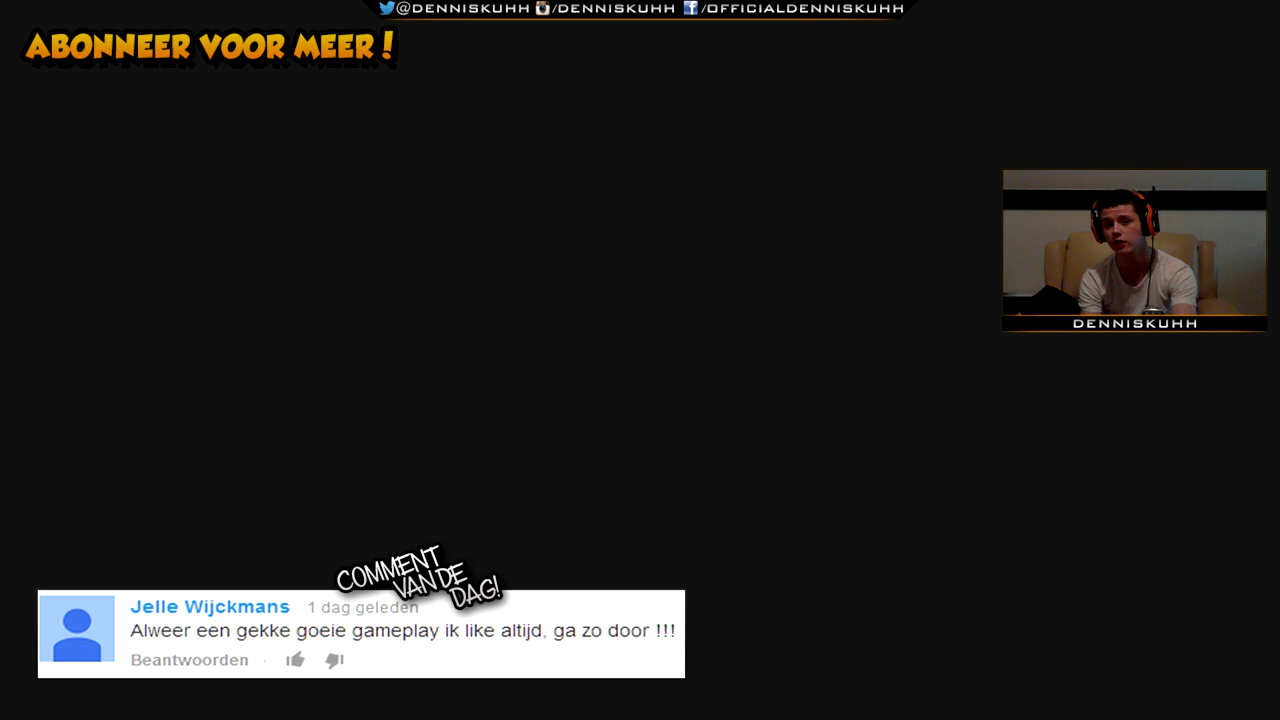 @DENNISKUHH /DENNISKUHH /OFFICIALDENNISKUHH
ABONNEER VOOR MEER!
DENNISKUHH
COMMENT
VAN DE
DAG!
Jelle Wijckmans 1 dag geleden
Alweer een gekke goeie gameplay ik like altijd, ga zo door !!!
Beantwoorden ·